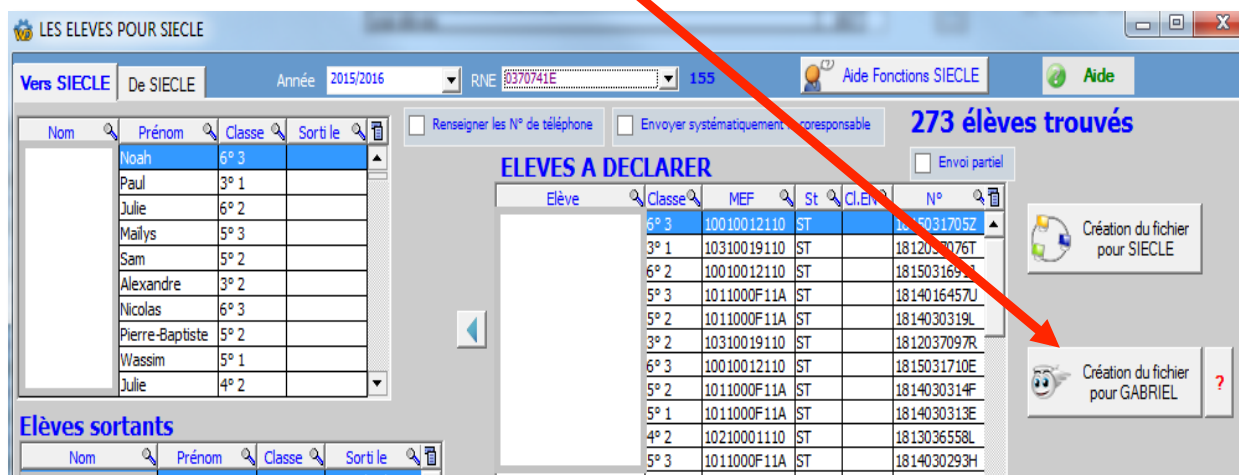 LES ELEVES POUR SIECLE
Vers SIECLE De SIECLE Année 2015/2016 RNE 0370741E 155 Aide Fonctions SIECLE Aide
Renseigner les N° de téléphone Envoyer systématiquement coresponsable 273 élèves trouvés
Envoi partiel
Nom Prénom Classe Sorti le
Noah 6° 3
Paul 3° 1
Julie 6° 2
Maïlys 5° 3
Sam 5° 2
Alexandre 3° 2
Nicolas 6° 3
Pierre-Baptiste 5° 2
Wassim 5° 1
Julie 4° 2
ELEVES A DECLARER
Elève Classe MEF St Cl.EN N°
6° 3 10010012110 ST 1815031705Z
3° 1 10310019110 ST 1812037076T
6° 2 10010012110 ST
5° 3 1011000F11A ST 1814016457U
5° 2 1011000F11A ST 1814030319L
3° 2 10310019110 ST 1812037097R
6° 3 10010012110 ST 1815031710E
5° 2 1011000F11A ST 1814030314F
5° 1 1011000F11A ST 1814030313E
4° 2 10210001110 ST 1813036558L
5° 3 1011000F11A ST 1814030293H
Création du fichier
pour SIECLE
Création du fichier
pour GABRIEL
?
Elèves sortants
Nom Prénom Classe Sorti le